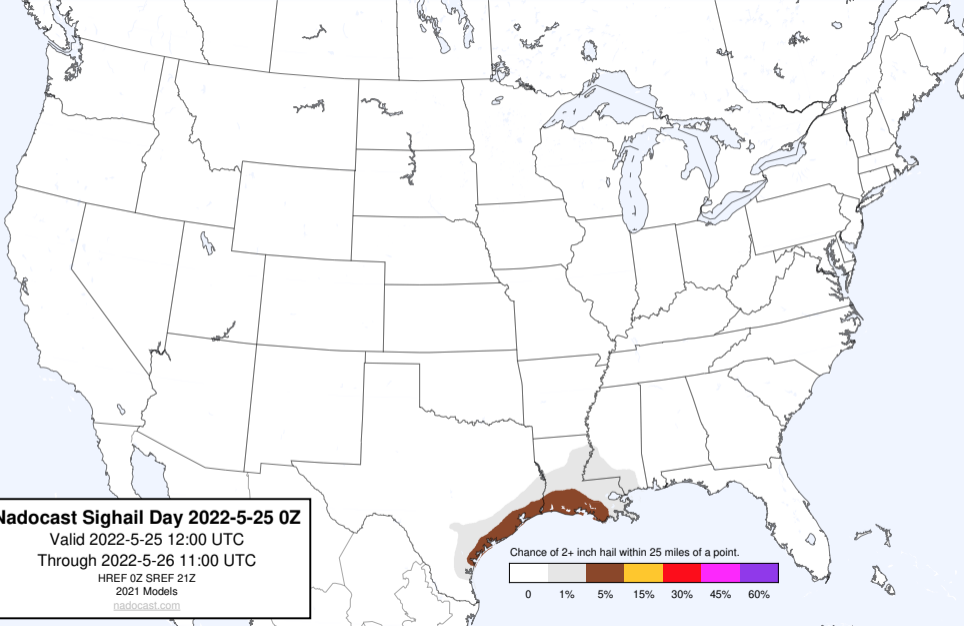 Nadocast Sighail Day 2022-5-25 0Z
Valid 2022-5-25 12:00 UTC
Through 2022-5-26 11:00 UTC
HREF 0Z SREF 21Z
2021 Models
nadocast.com
Chance of 2+ inch hail within 25 miles of a point.
0 1% 5% 15% 30% 45% 60%